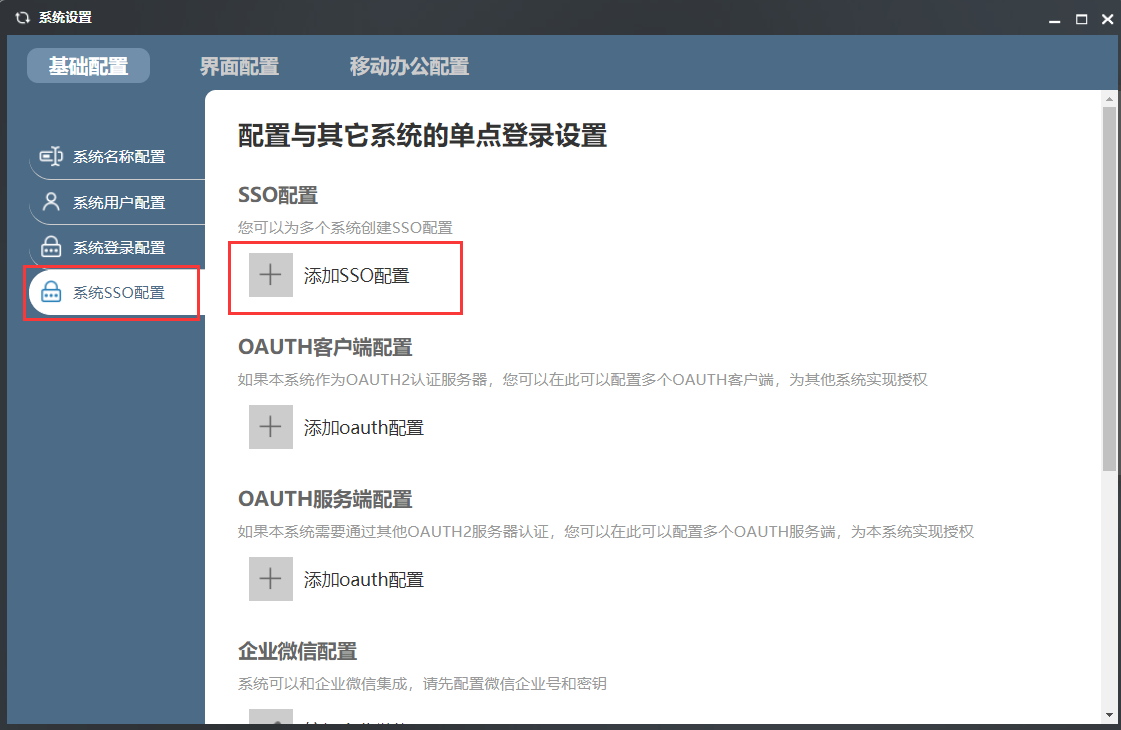 系统设置
基础配置
界面配置
移动办公配置
系统名称配置
系统用户配置
系统登录配置
系统SSO配置
配置与其它系统的单点登录设置
SSO配置
您可以为多个系统创建SSO配置
添加SSO配置
OAUTH客户端配置
如果本系统作为OAUTH2认证服务器，您可以在此可以配置多个OAUTH客户端，为其他系统实现授权
添加oauth配置
OAUTH服务端配置
如果本系统需要通过其他OAUTH2服务器认证，您可以在此可以配置多个OAUTH服务端，为本系统实现授权
添加oauth配置
企业微信配置
系统可以和企业微信集成，请先配置微信企业号和密钥